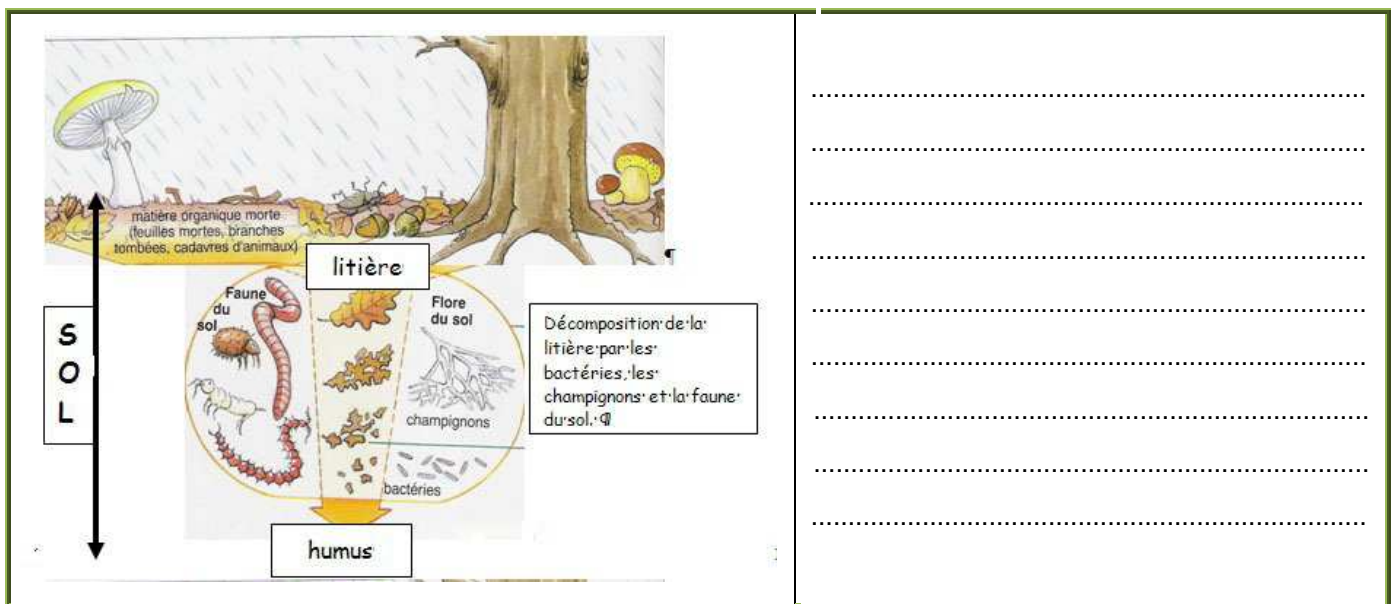 matière organique morte
(feuilles mortes, branches
tombées, cadavres d'animaux)
¶
litière
Faune
du
sol
Flore
du sol
S
O
L
Décomposition·de·la·
litière·par·les·
bactéries,·les·
champignons·et·la·faune·
du·sol.·¶
champignons
bactéries
humus
................................................................................
................................................................................
................................................................................
................................................................................
................................................................................
................................................................................
................................................................................
................................................................................
................................................................................